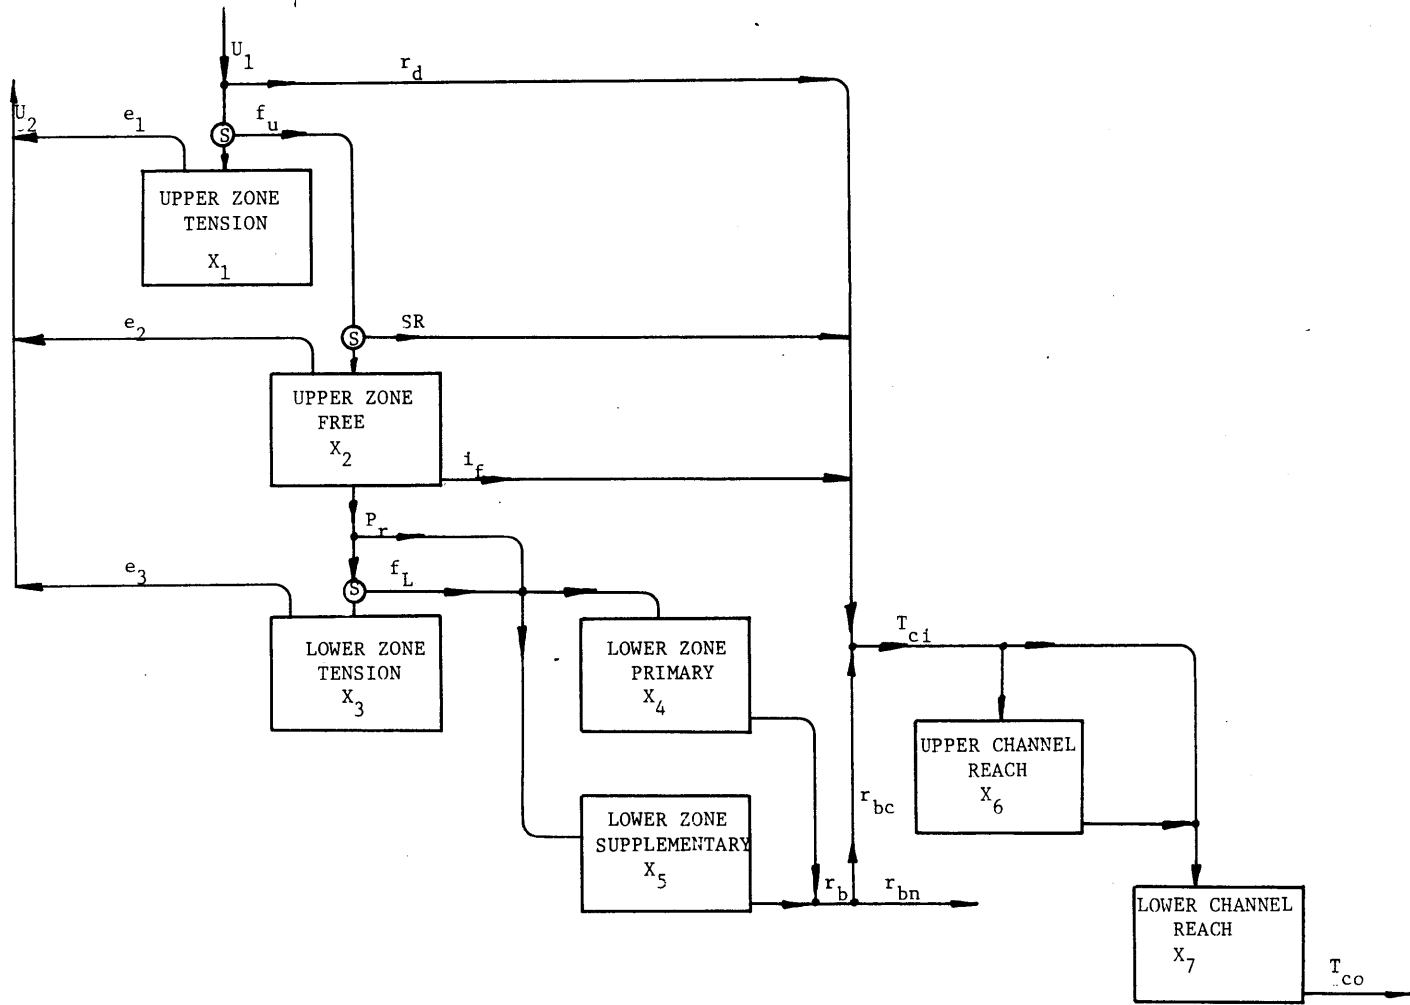 U1
rd
U2
e1
fu
S
UPPER ZONE
TENSION
X1
e2
S
SR
UPPER ZONE
FREE
X2
if
Pr
e3
fL
S
LOWER ZONE
TENSION
X3
LOWER ZONE
PRIMARY
X4
Tci
UPPER CHANNEL
REACH
X6
rbc
LOWER ZONE
SUPPLEMENTARY
X5
rb
rbn
LOWER CHANNEL
REACH
X7
Tco